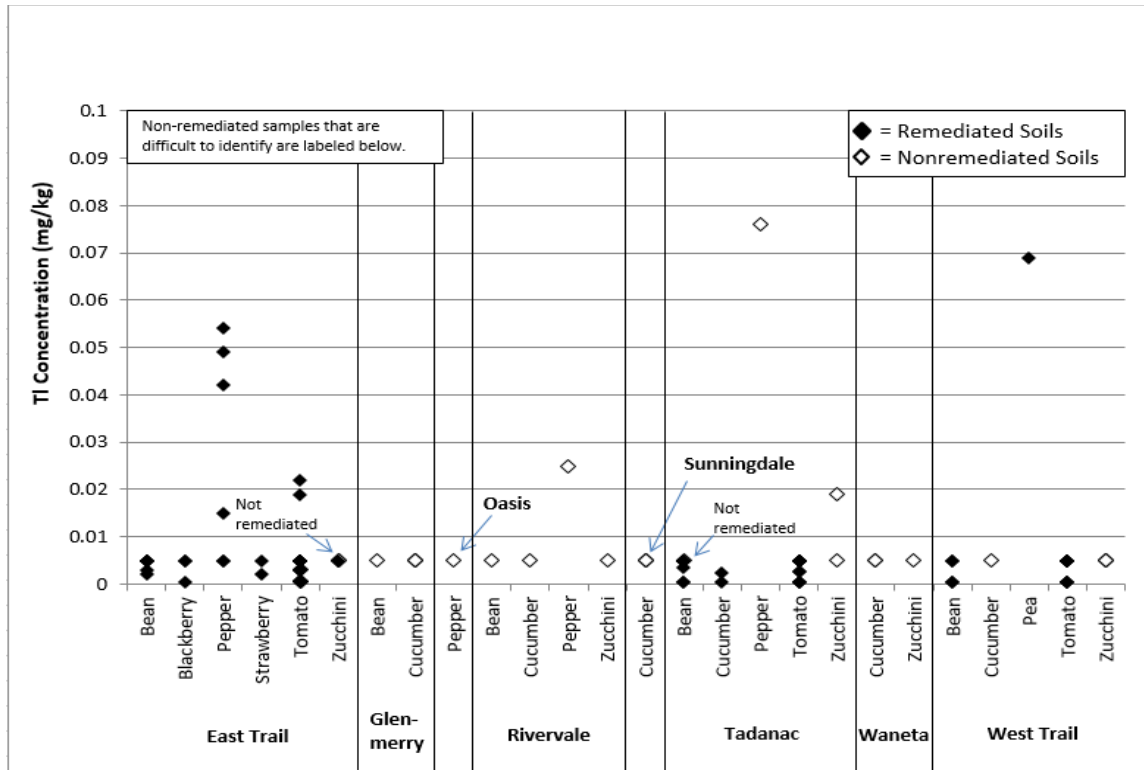 Non-remediated samples that are
difficult to identify are labeled below.
◆ = Remediated Soils
◇ = Nonremediated Soils
Tl Concentration (mg/kg)
0.1
0.09
0.08
0.07
0.06
0.05
0.04
0.03
0.02
0.01
0
Not
remediated
Oasis
Sunningdale
Not
remediated
Bean
Blackberry
Pepper
Strawberry
Tomato
Zucchini
Bean
Cucumber
Pepper
Bean
Cucumber
Pepper
Zucchini
Cucumber
Bean
Cucumber
Pepper
Tomato
Zucchini
Cucumber
Zucchini
Bean
Cucumber
Pea
Tomato
Zucchini
East Trail
Glen-
merry
Rivervale
Tadanac
Waneta
West Trail